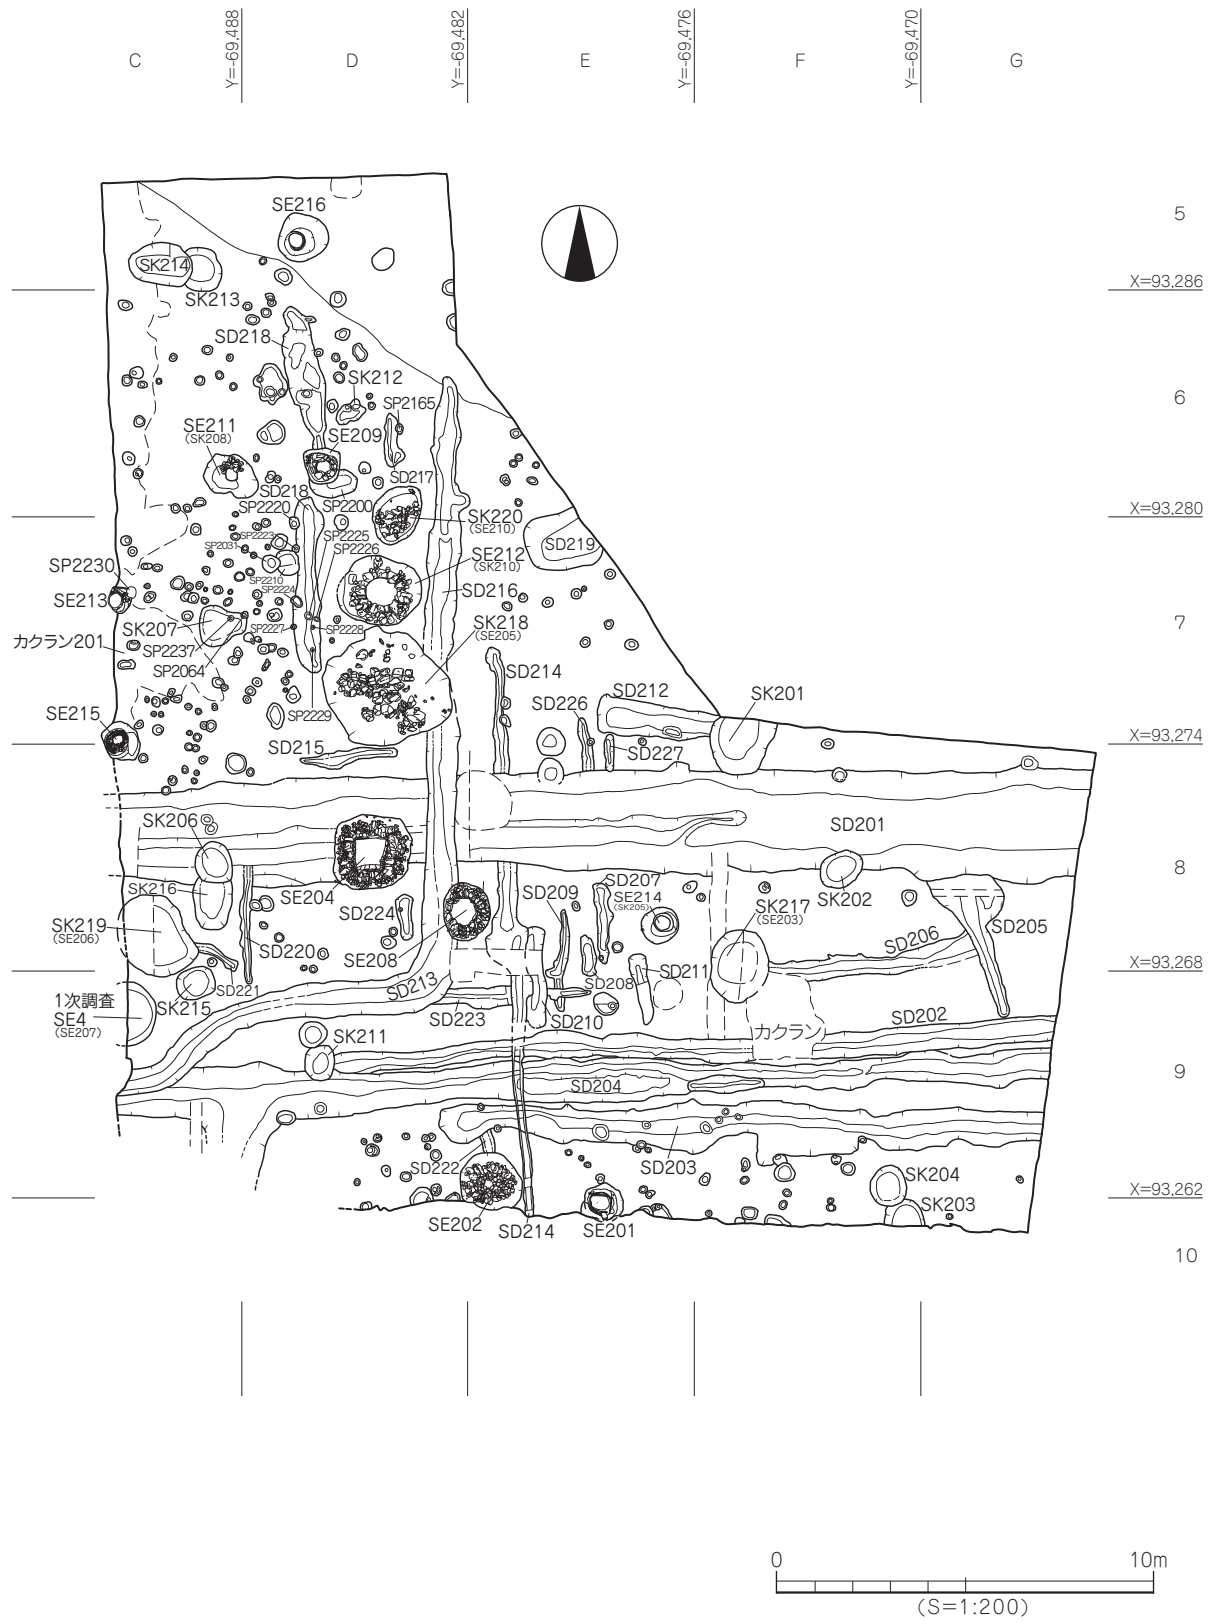 C
Y=-69,488
D
Y=-69,482
E
Y=-69,476
F
Y=-69,470
G
5
SE216
SK214
SK213
X=93,286
SD218
SK212
SP2165
6
SE211
(SK208)
SE209
SD217
SD218
SP2220
SP2200
SK220
(SE210)
X=93,280
SP2223
SP2225
SP2031
SP2226
SD219
SE212
(SK210)
SP2230
SP2210
SP2224
SD216
SE213
SK207
SP2227
SP2228
SK218
(SE205)
7
カクラン201
SP2237
SP2064
SD214
SD212
SK201
SD226
SE215
SP2229
SD227
SD215
X=93,274
SK206
SD201
8
SK216
SE204
SD209
SD207
SK202
SE214
(SK205)
SK217
(SE203)
SD224
SK219
(SE206)
SD205
SD206
SD220
SE208
SD211
X=93,268
SD208
SD221
SD213
1次調査
SE4
(SE207)
SK215
SD223
SD210
SD202
カクラン
SK211
9
SD204
SD222
SD203
SK204
X=93,262
SK203
SE202
SD214
SE201
10
0
10m
(S=1:200)